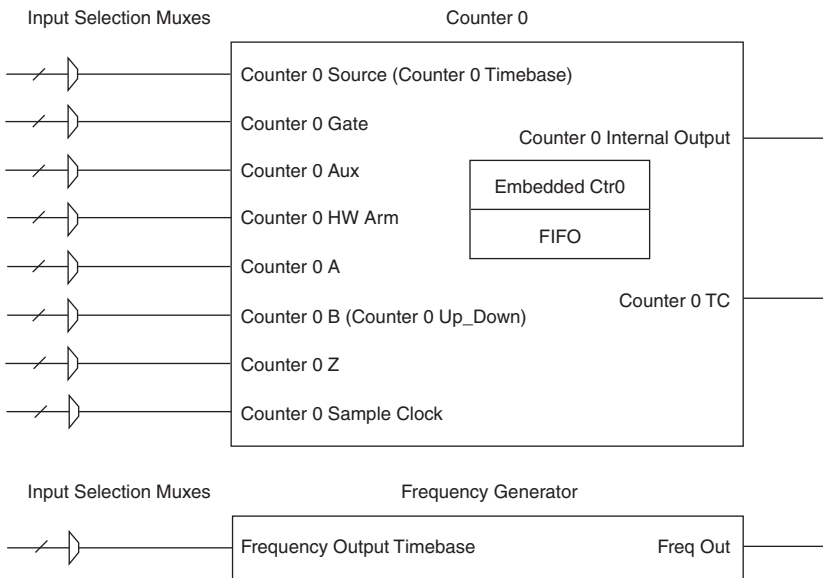 Input Selection Muxes
Counter 0
Counter 0 Source (Counter 0 Timebase)
Counter 0 Gate
Counter 0 Internal Output
Counter 0 Aux
Embedded Ctr0
Counter 0 HW Arm
FIFO
Counter 0 A
Counter 0 TC
Counter 0 B (Counter 0 Up_Down)
Counter 0 Z
Counter 0 Sample Clock
Input Selection Muxes
Frequency Generator
Frequency Output Timebase
Freq Out